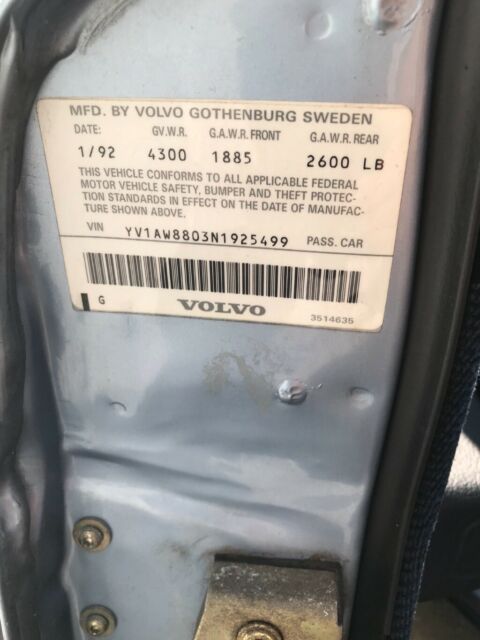 MFD. BY VOLVO GOTHENBURG SWEDEN
DATE: GV.W.R. G.A.W.R. FRONT G.A.W.R. REAR
1/92 4300 1885 2600 LB
THIS VEHICLE CONFORMS TO ALL APPLICABLE FEDERAL
MOTOR VEHICLE SAFETY, BUMPER AND THEFT PROTEC-
TION STANDARDS IN EFFECT ON THE DATE OF MANUFAC-
TURE SHOWN ABOVE.
VIN YV1AW8803N1925499 PASS. CAR
G VOLVO
3514635